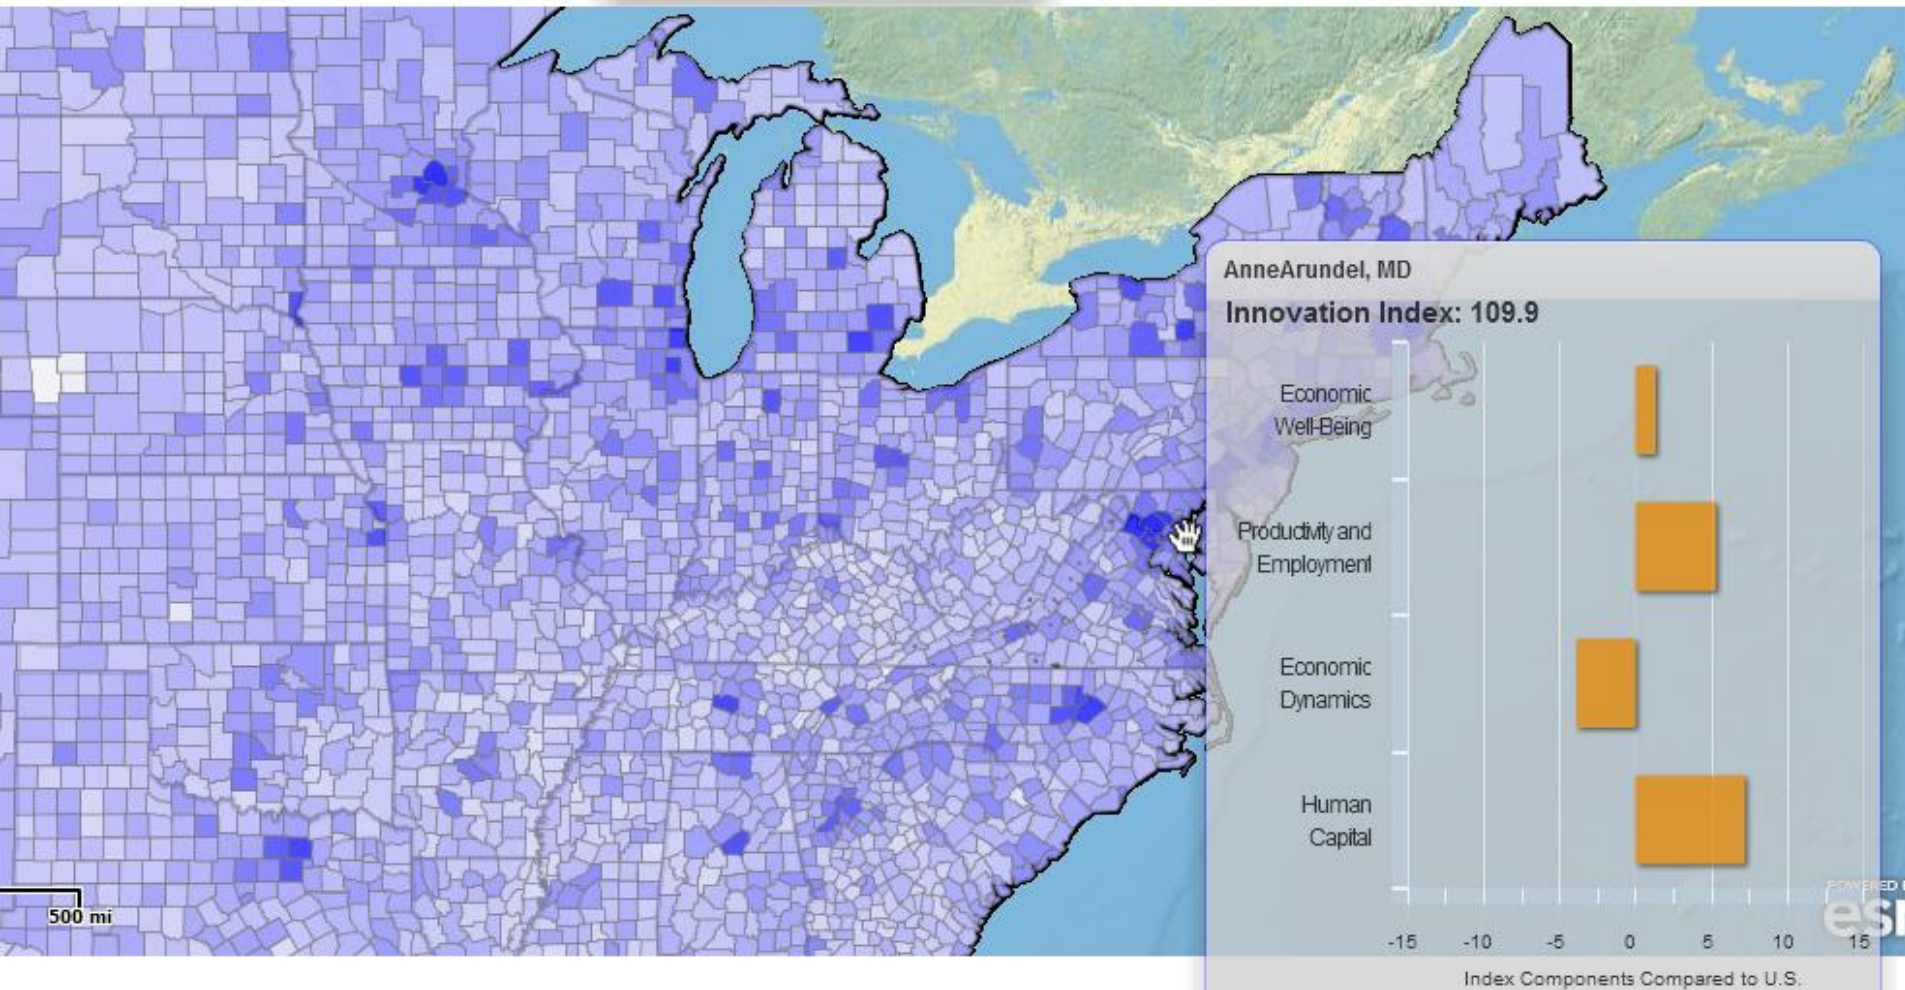 AnneArundel, MD
Innovation Index: 109.9
Economic
Well-Being
Productivity and
Employment
Economic
Dynamics
Human
Capital
-15 -10 -5 0 5 10 15
Index Components Compared to U.S.
500 mi
POWERED